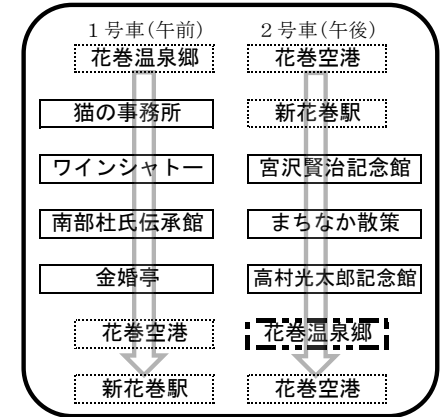 １号車(午前)
花巻温泉郷
猫の事務所
ワインシャトー
南部杜氏伝承館
金婚亭
花巻空港
新花巻駅
２号車(午後)
花巻空港
新花巻駅
宮沢賢治記念館
まちなか散策
高村光太郎記念館
花巻温泉郷
花巻空港